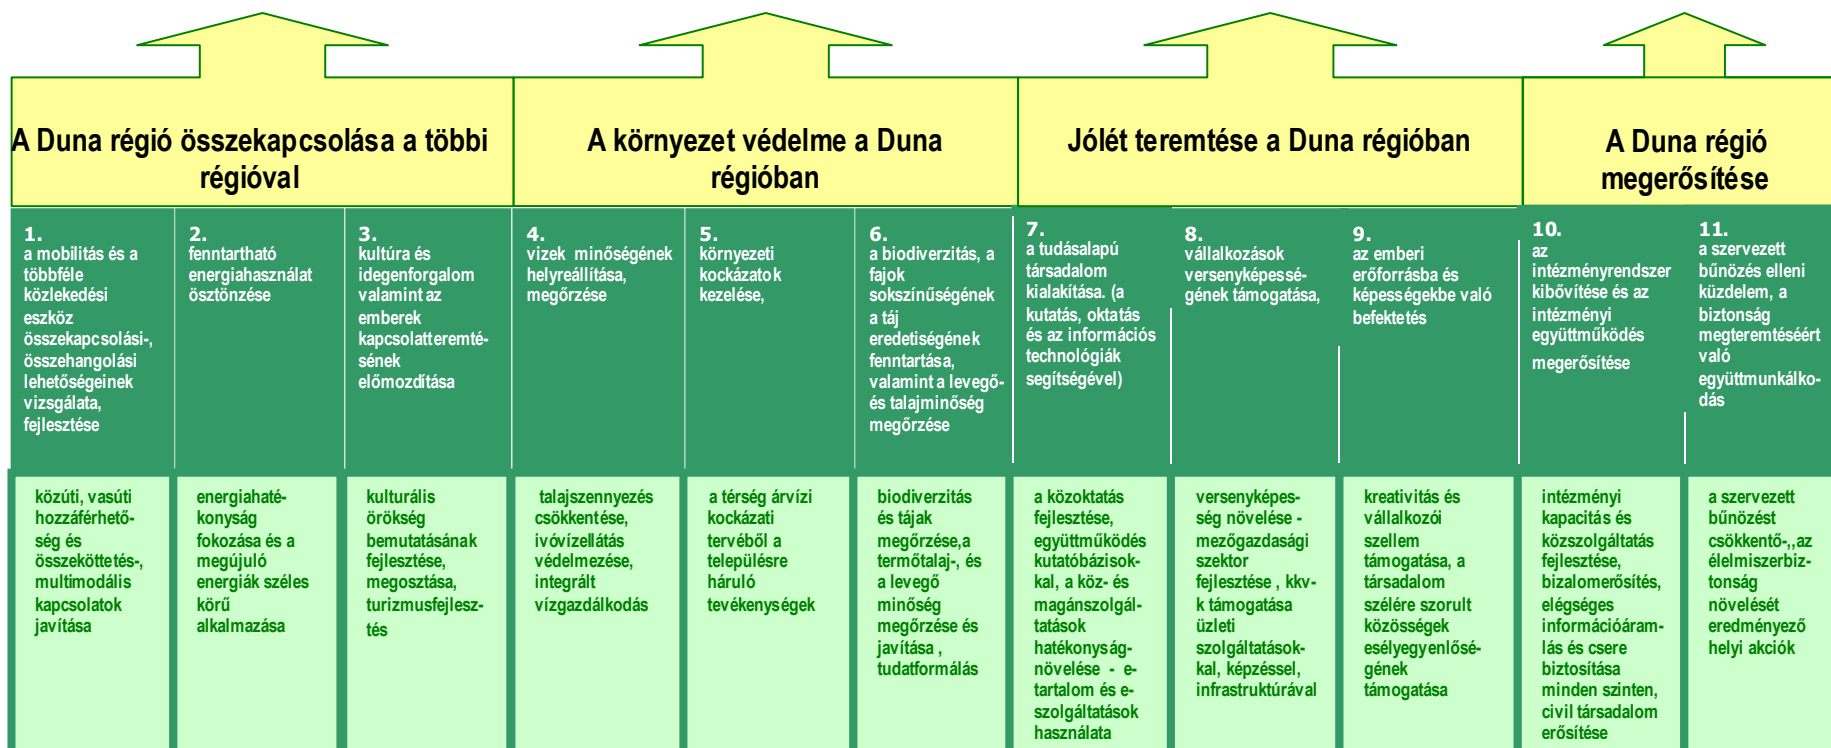 A Duna régió összekapcsolása a többi
régióval
A környezet védelme a Duna
régióban
Jólét teremtése a Duna régióban
A Duna régió
megerősítése
1.
a mobilitás és a
többféle
közlekedési
eszköz
összekapcsolási-,
összehangolási
lehetőségeinek
vizsgálata,
fejlesztése
2.
fenntartható
energiahasználat
ösztönzése
3.
kultúra és
idegenforgalom
valamint az
emberek
kapcsolatteremté-
sének
előmozdítása
4.
vizek minőségének
helyreállítása,
megőrzése
5.
környezeti
kockázatok
kezelése,
6.
a biodiverzitás, a
fajok
sokszínűségének
a táj
eredetiségének
fenntartása,
valamint a levegő-
és talajminőség
megőrzése
7.
a tudásalapú
társadalom
kialakítása. (a
kutatás, oktatás
és az információs
technológiák
segítségével)
8.
vállalkozások
versenyképessé-
gének támogatása,
9.
az emberi
erőforrásba és
képességekbe való
befektetés
10.
az
intézményrendszer
kibővítése és az
intézményi
együttműködés
megerősítése
11.
a szervezett
bűnözés elleni
küzdelem, a
biztonság
megteremtéséért
való
együttmunkálko-
dás
közúti, vasúti
hozzáférhető-
ség és
összeköttetés-,
multimodális
kapcsolatok
javítása
energiahaté-
konyság
fokozása és a
megújuló
energiák széles
körű
alkalmazása
kulturális
örökség
bemutatásának
fejlesztése,
megosztása,
turizmusfejlesz-
tés
talajszennyezés
csökkentése,
ivóvízellátás
védelmezése,
integrált
vízgazdálkodás
a térség árvízi
kockázati
tervéből a
településre
háruló
tevékenységek
biodiverzitás
és tájak
megőrzése,a
termőtalaj-, és
a levegő
minőség
megőrzése és
javítása ,
tudatformálás
a közoktatás
fejlesztése,
együttműködés
kutatóbázisok-
kal, a köz- és
magánszolgál-
tatások
hatékonyság-
növelése - e-
tartalom és e-
szolgáltatások
használata
versenyképes-
ség növelése -
mezőgazdasági
szektor
fejlesztése , kkv-
k támogatása
üzleti
szolgáltatások-
kal, képzéssel,
infrastruktúrával
kreativitás és
vállalkozói
szellem
támogatása, a
társadalom
szélére szorult
közösségek
esélyegyenlősé-
gének
támogatása
intézményi
kapacitás és
közszolgáltatás
fejlesztése,
bizalomerősítés,
elégséges
információáram-
lás és csere
biztosítása
minden szinten,
civil társadalom
erősítése
a szervezett
bűnözést
csökkentő-,,az
élelmiszerbiz-
tonság
növelését
eredményező
helyi akciók